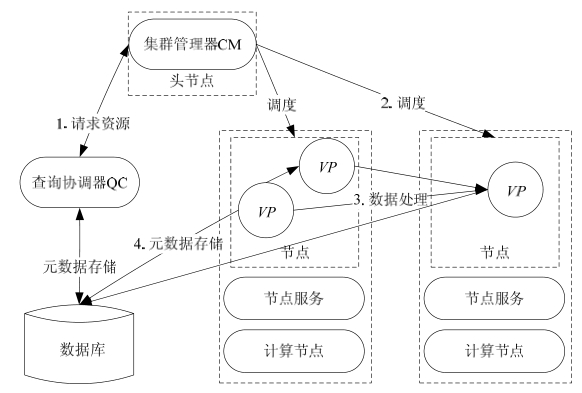 集群管理器CM
头节点
调度
2. 调度
1. 请求资源
查询协调器QC
VP
VP
VP
3. 数据处理
4. 元数据存储
节点
节点
元数据存储
节点服务
节点服务
数据库
计算节点
计算节点